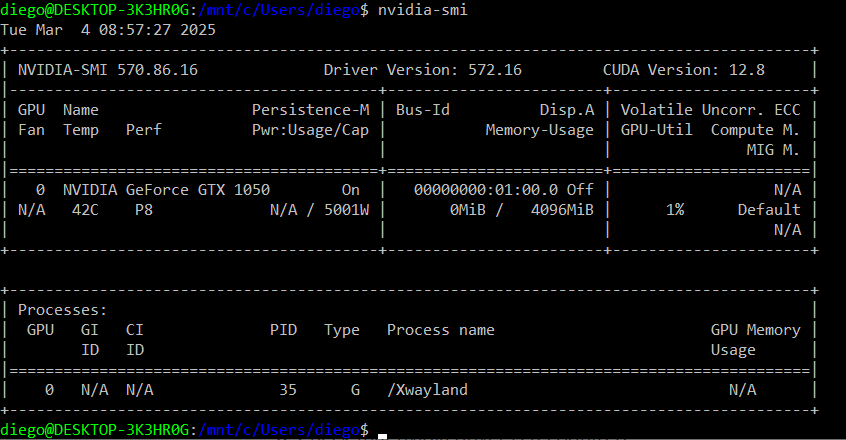 diego@DESKTOP-3K3HR0G:/mnt/c/Users/diego$ nvidia-smi
Tue Mar  4 08:57:27 2025
+-----------------------------------------------------------------------------------------+
| NVIDIA-SMI 570.86.16              Driver Version: 572.16         CUDA Version: 12.8     |
|-----------------------------------------+------------------------+----------------------+
| GPU  Name                 Persistence-M | Bus-Id          Disp.A | Volatile Uncorr. ECC |
| Fan  Temp   Perf          Pwr:Usage/Cap |           Memory-Usage | GPU-Util  Compute M. |
|                                         |                        |               MIG M. |
|=========================================+========================+======================|
|   0  NVIDIA GeForce GTX 1050        On  |   00000000:01:00.0 Off |                  N/A |
| N/A   42C    P8             N/A / 5001W |       0MiB /   4096MiB |      1%      Default |
|                                         |                        |                  N/A |
+-----------------------------------------+------------------------+----------------------+
+-----------------------------------------------------------------------------------------+
| Processes:                                                                              |
|  GPU   GI   CI              PID   Type   Process name                        GPU Memory |
|        ID   ID                                                               Usage      |
|=========================================================================================|
|    0   N/A  N/A              35      G   /Xwayland                             N/A      |
+-----------------------------------------------------------------------------------------+
diego@DESKTOP-3K3HR0G:/mnt/c/Users/diego$